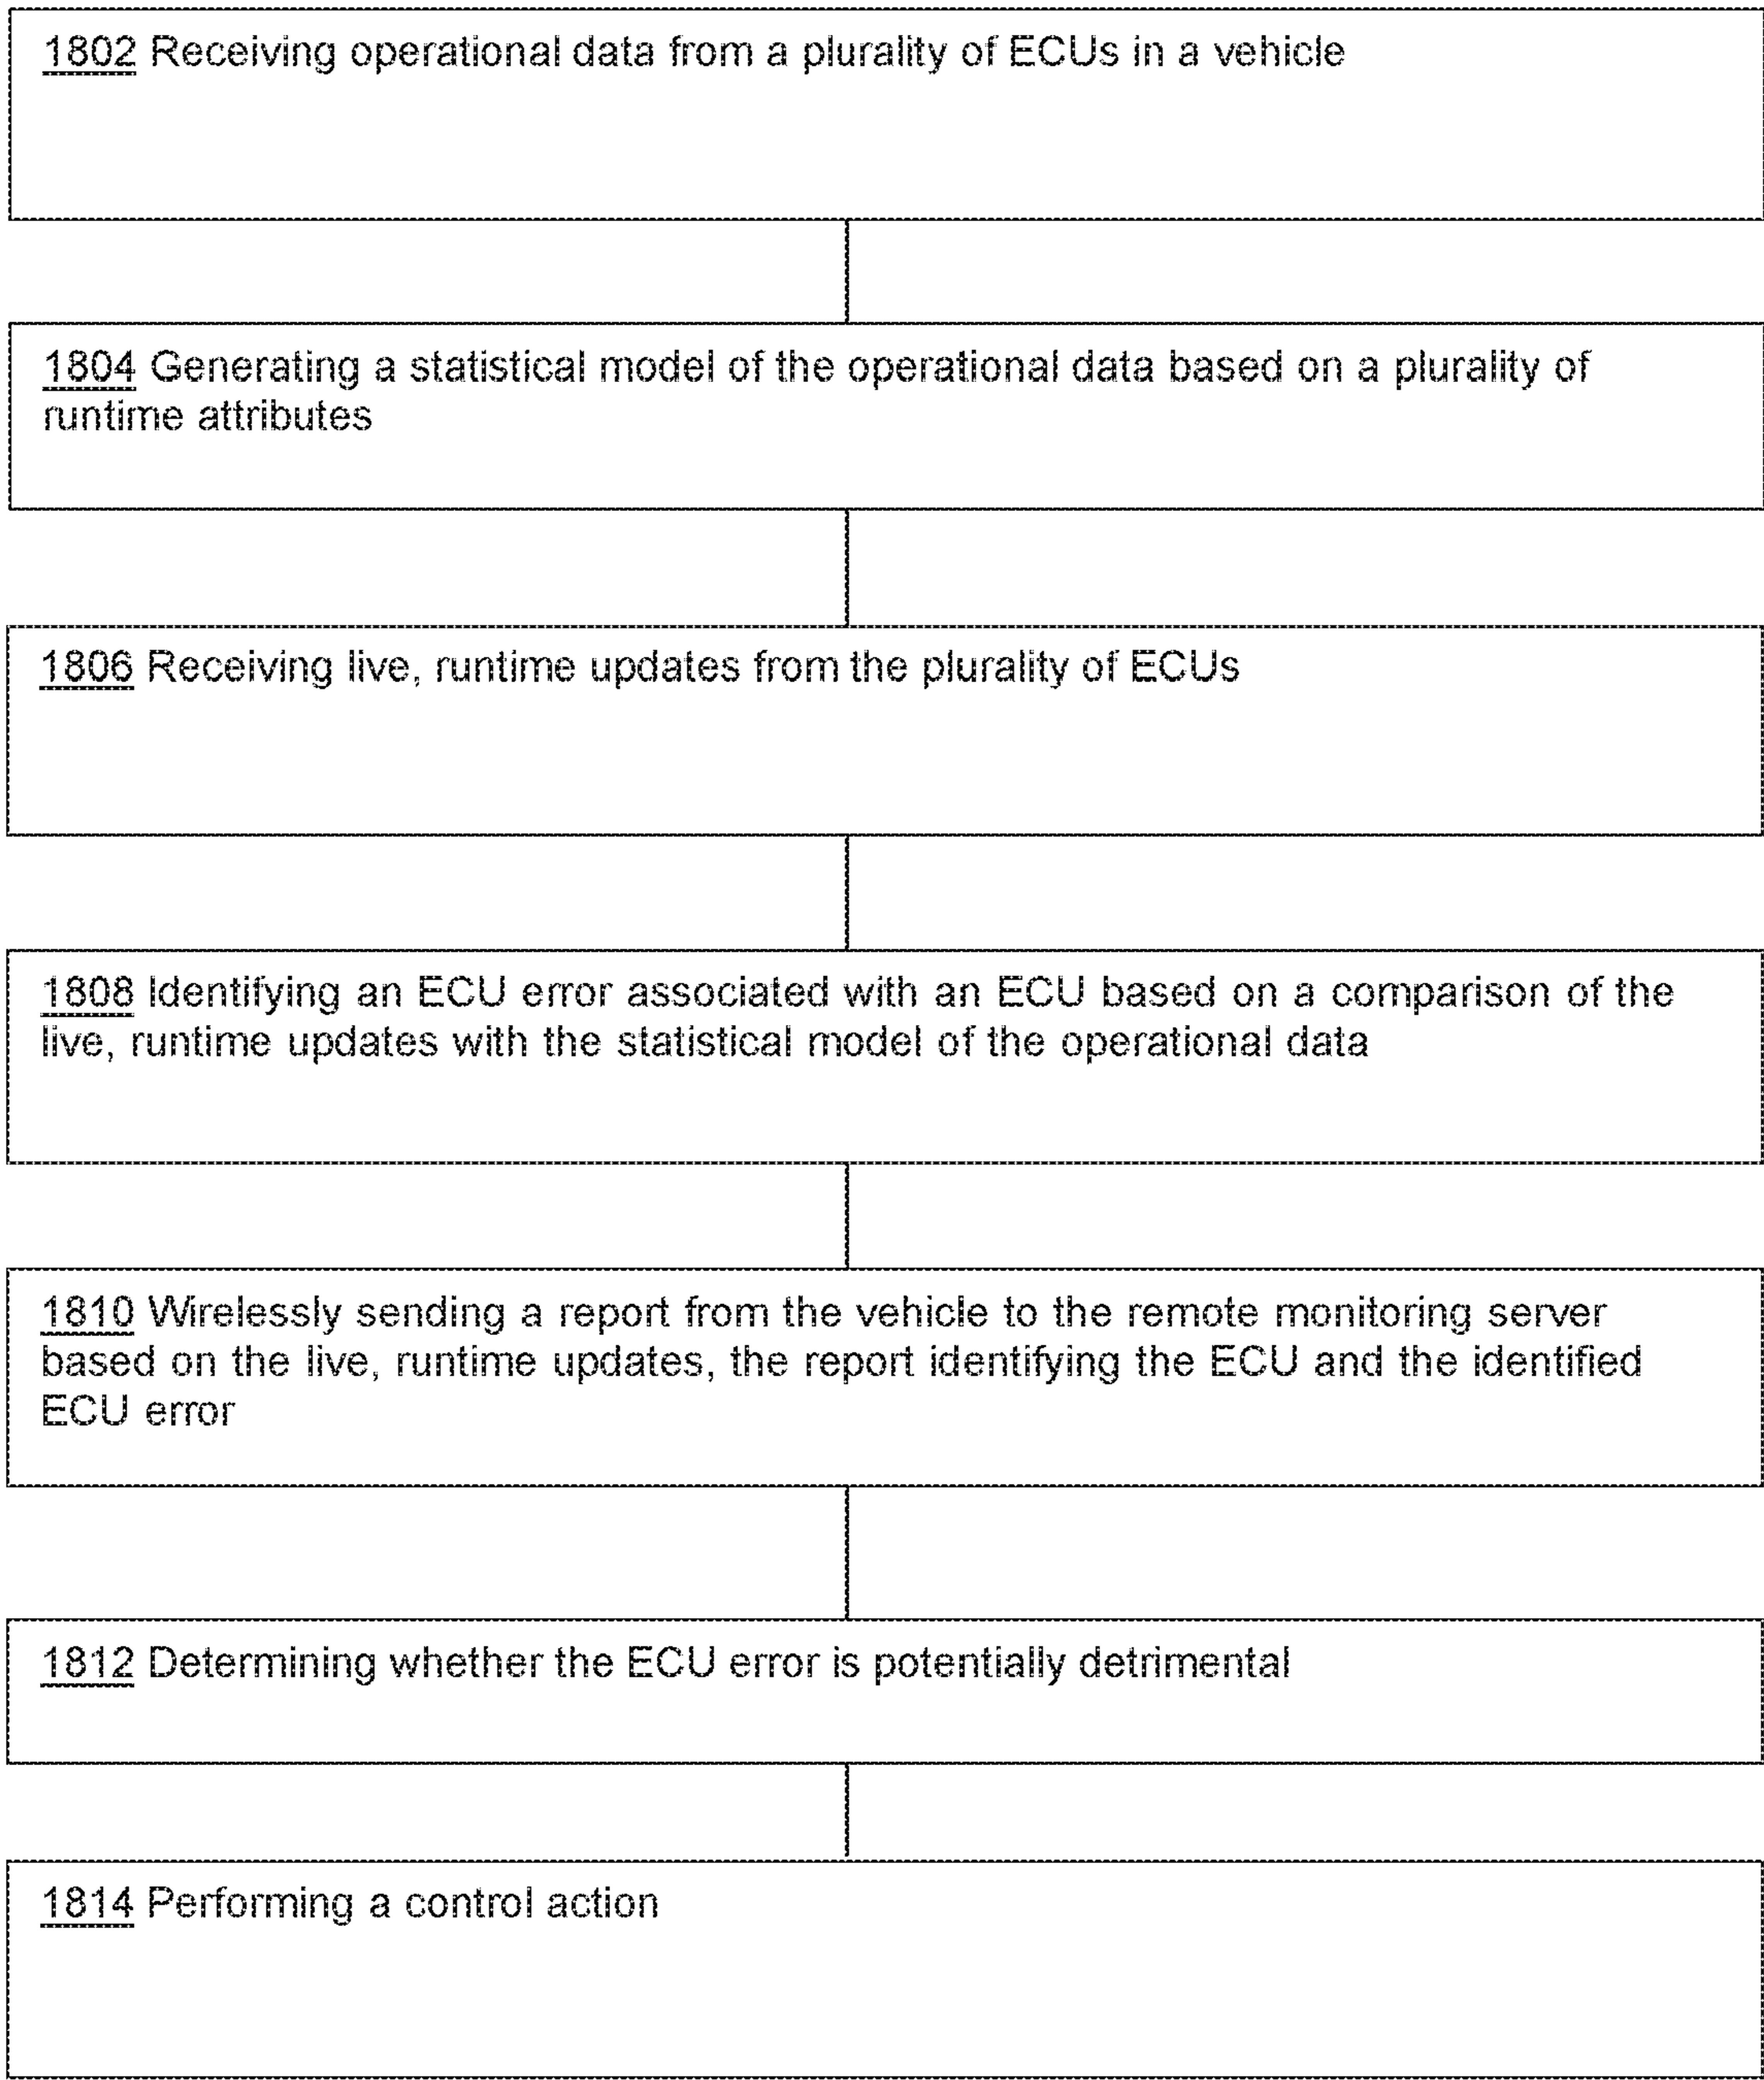 1802 Receiving operational data from a plurality of ECUs in a vehicle
1804 Generating a statistical model of the operational data based on a plurality of
runtime attributes
1806 Receiving live, runtime updates from the plurality of ECUs
1808 Identifying an ECU error associated with an ECU based on a comparison of the
live, runtime updates with the statistical model of the operational data
1810 Wirelessly sending a report from the vehicle to the remote monitoring server
based on the live, runtime updates, the report identifying the ECU and the identified
ECU error
1812 Determining whether the ECU error is potentially detrimental
1814 Performing a control action